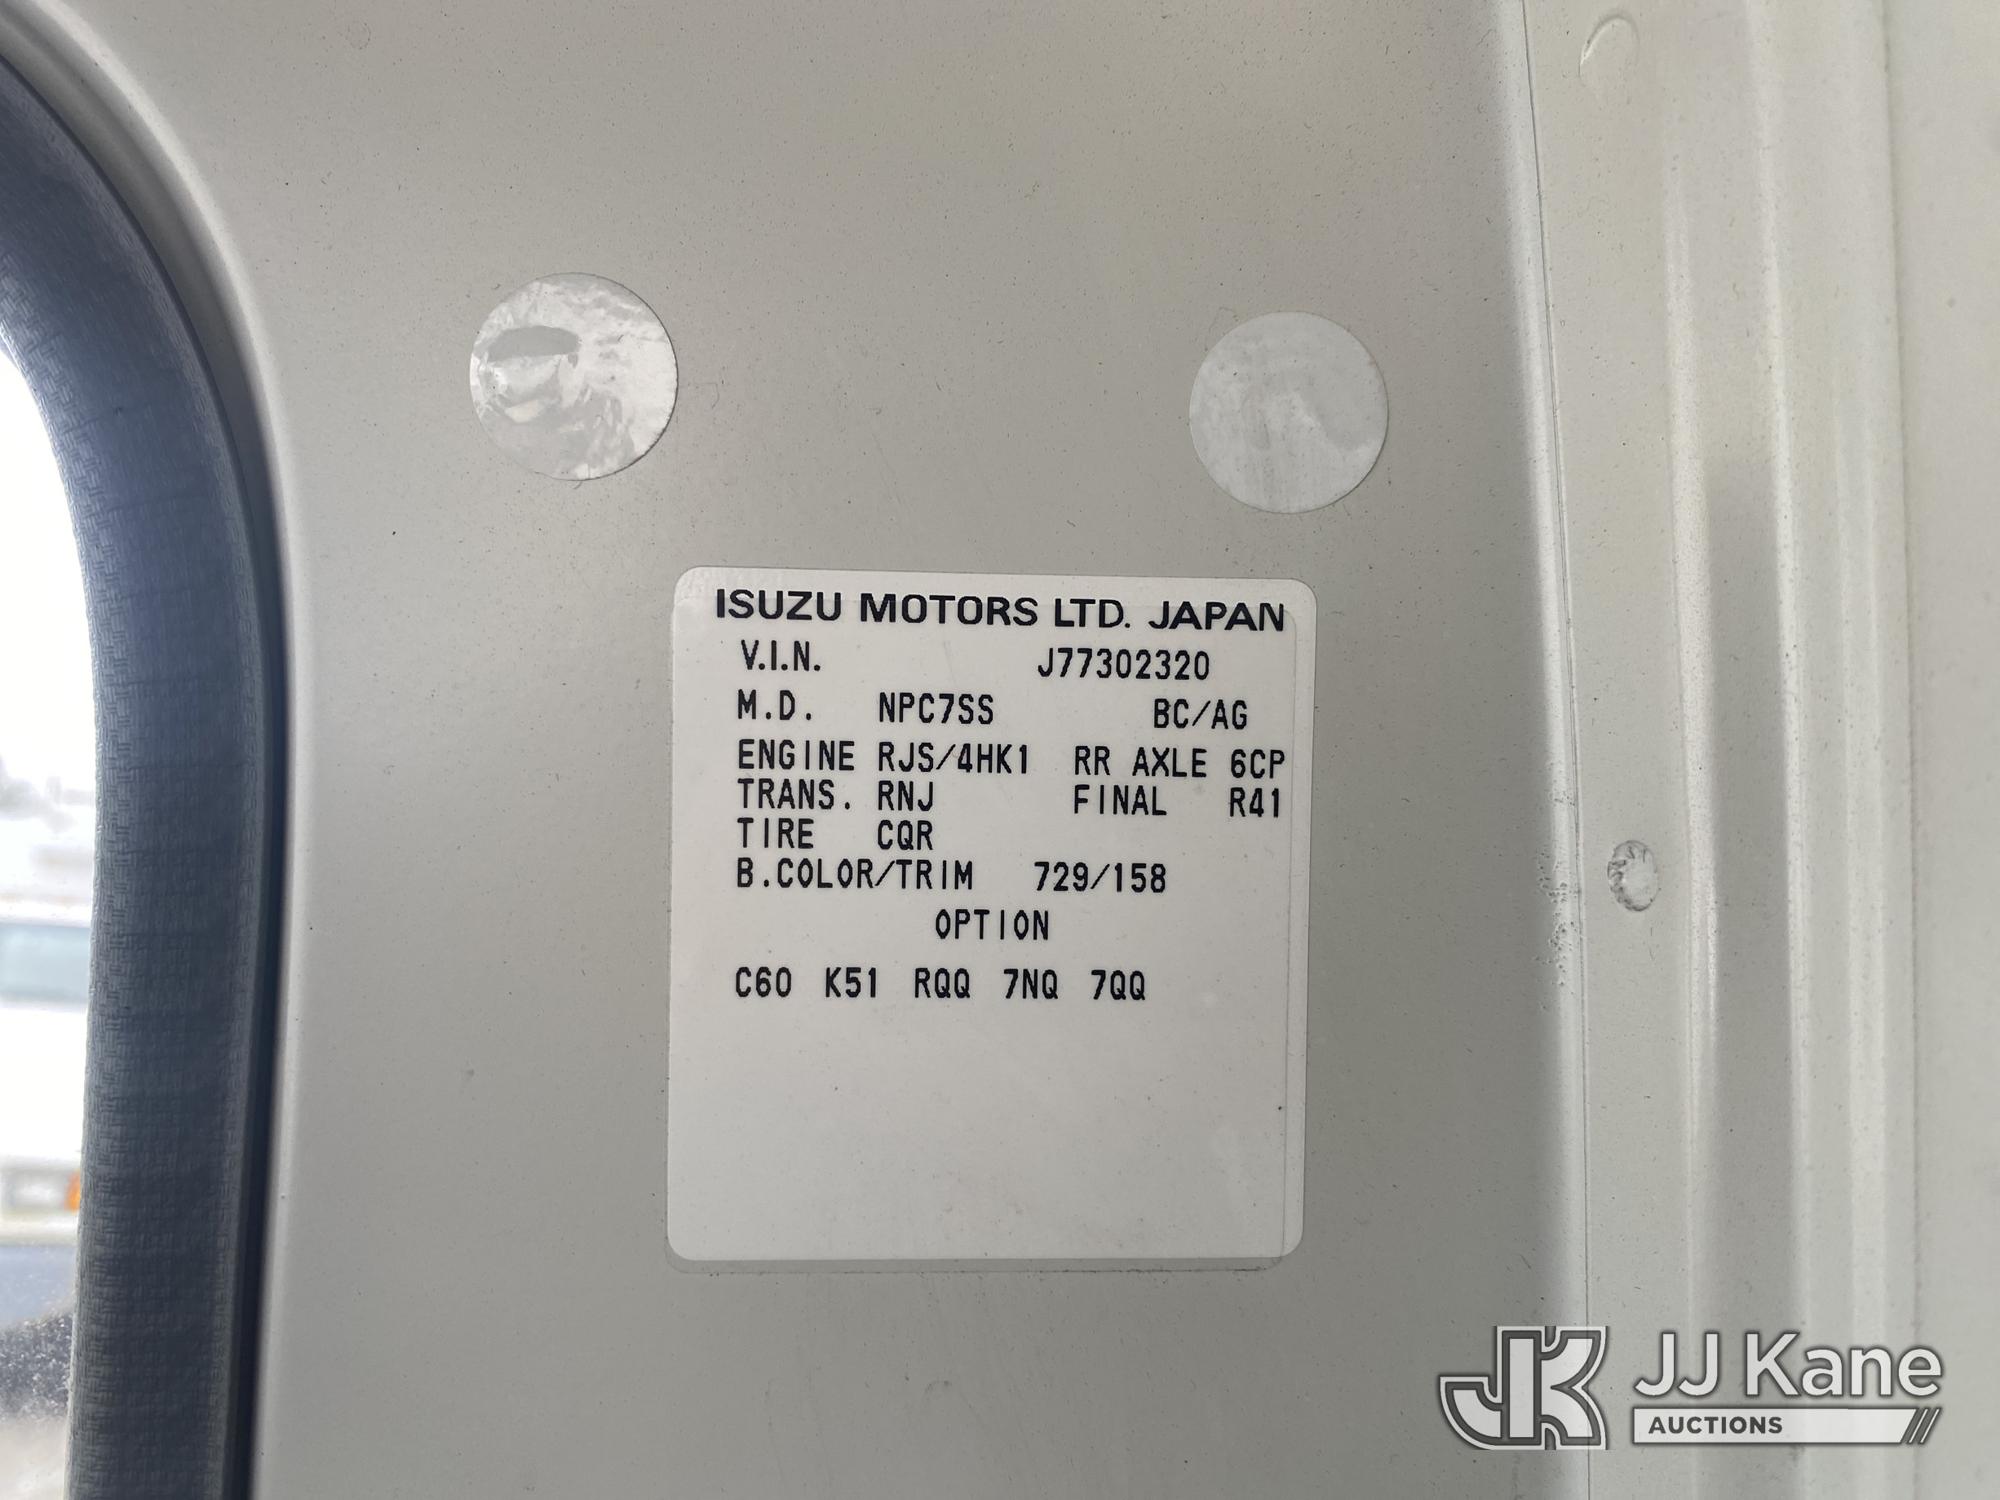 ISUZU MOTORS LTD. JAPAN
V.I.N. J77302320
M.D. NPC7SS BC/AG
ENGINE RJS/4HK1 RR AXLE 6CP
TRANS. RNJ FINAL R41
TIRE CQR
B.COLOR/TRIM 729/158
OPTION
C60 K51 RQQ 7NQ 7QQ
JK JJ Kane
AUCTIONS